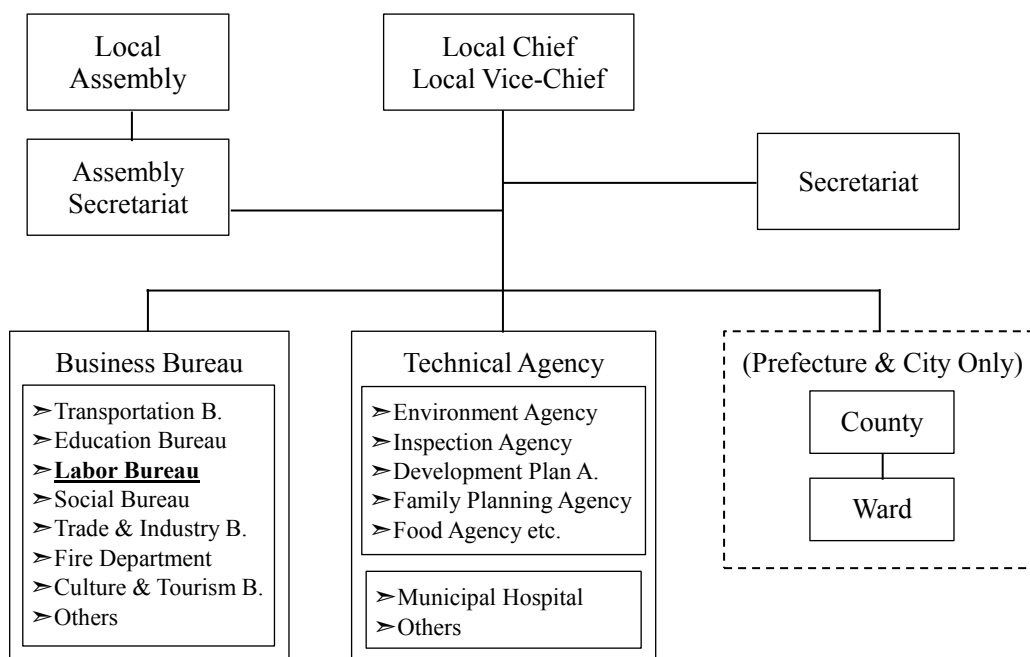 Local
Assembly
Local Chief
Local Vice-Chief
Assembly
Secretariat
Secretariat
Business Bureau
➣Transportation B.
➣Education Bureau
➣Labor Bureau
➣Social Bureau
➣Trade & Industry B.
➣Fire Department
➣Culture & Tourism B.
➣Others
Technical Agency
➣Environment Agency
➣Inspection Agency
➣Development Plan A.
➣Family Planning Agency
➣Food Agency etc.
➣Municipal Hospital
➣Others
(Prefecture & City Only)
County
Ward